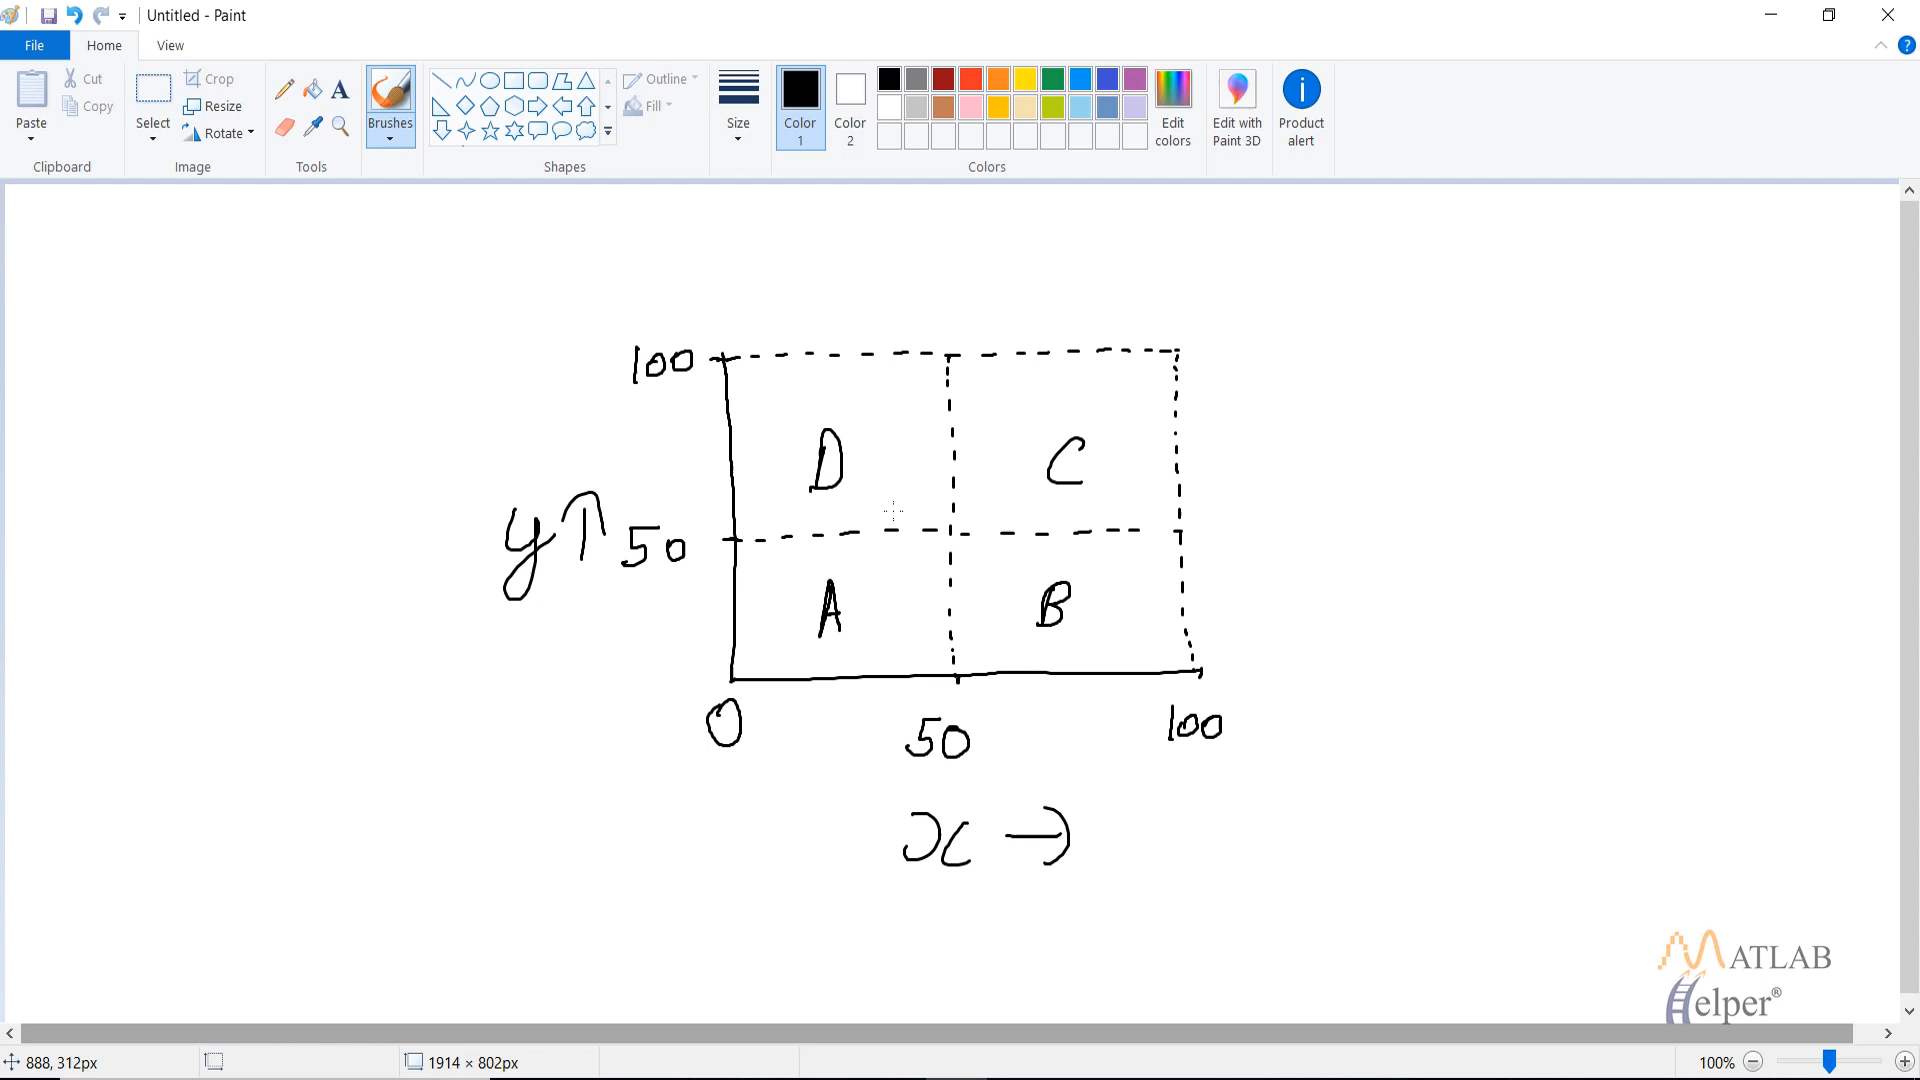 Untitled - Paint
File Home View
Paste
Cut
Copy
Clipboard
Select
Crop
Resize
Rotate
Image
Tools
Brushes
Shapes
Outline
Fill
Size
Color 1
Color 2
Colors
Edit colors
Edit with Paint 3D
Product alert
100
D C
y↑ 50
A B
0 50 100
x →
MATLAB
Helper®
888, 312px
1914 × 802px
100%